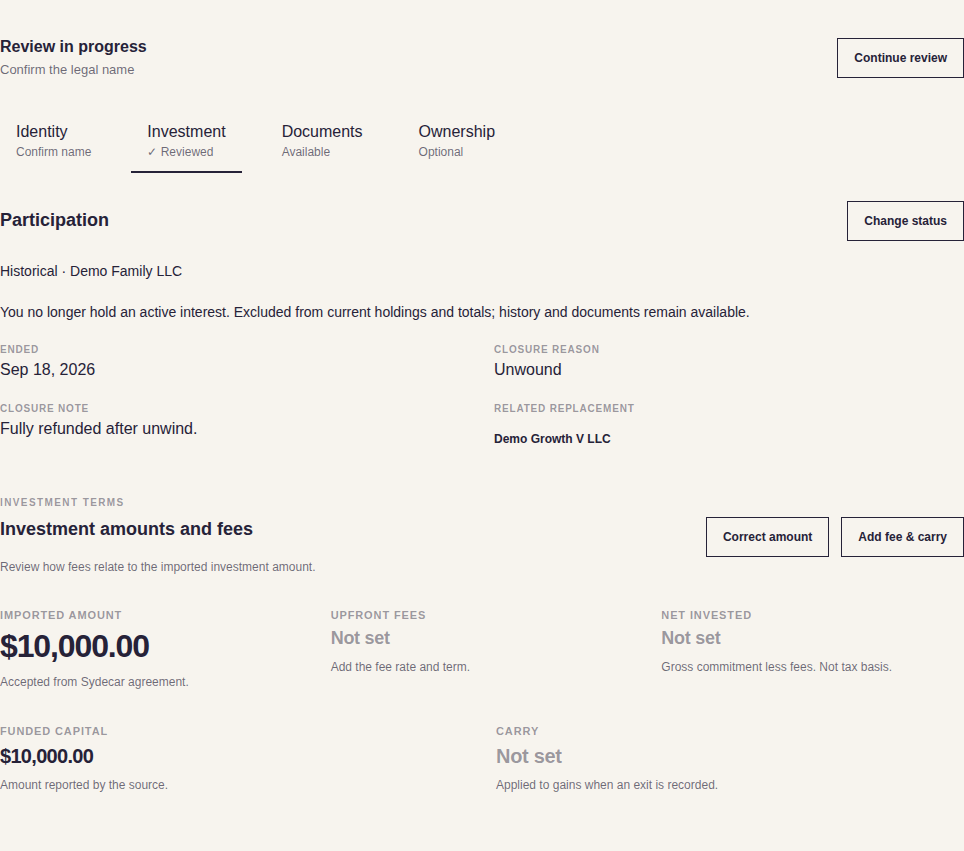 Review in progress
Confirm the legal name
Continue review
Identity
Confirm name
Investment
✓ Reviewed
Documents
Available
Ownership
Optional
Participation
Change status
Historical · Demo Family LLC
You no longer hold an active interest. Excluded from current holdings and totals; history and documents remain available.
ENDED
Sep 18, 2026
CLOSURE REASON
Unwound
CLOSURE NOTE
Fully refunded after unwind.
RELATED REPLACEMENT
Demo Growth V LLC
INVESTMENT TERMS
Investment amounts and fees
Review how fees relate to the imported investment amount.
Correct amount
Add fee & carry
IMPORTED AMOUNT
$10,000.00
Accepted from Sydecar agreement.
UPFRONT FEES
Not set
Add the fee rate and term.
NET INVESTED
Not set
Gross commitment less fees. Not tax basis.
FUNDED CAPITAL
$10,000.00
Amount reported by the source.
CARRY
Not set
Applied to gains when an exit is recorded.